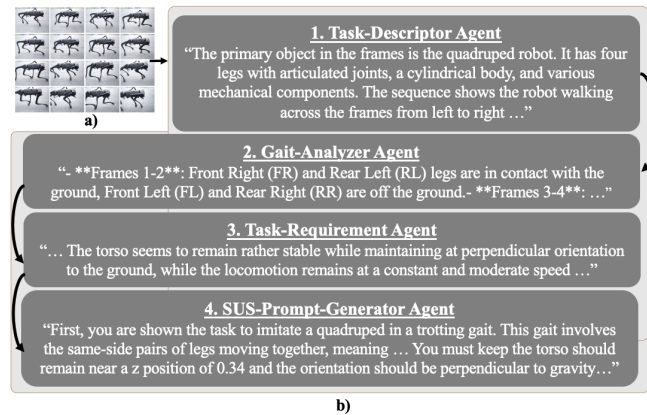 1. Task-Descriptor Agent
“The primary object in the frames is the quadruped robot. It has four
legs with articulated joints, a cylindrical body, and various
mechanical components. The sequence shows the robot walking
across the frames from left to right …”
a)
2. Gait-Analyzer Agent
“- **Frames 1-2**: Front Right (FR) and Rear Left (RL) legs are in contact with the
ground, Front Left (FL) and Rear Right (RR) are off the ground.- **Frames 3-4**: …”
3. Task-Requirement Agent
“… The torso seems to remain rather stable while maintaining at perpendicular orientation
to the ground, while the locomotion remains at a constant and moderate speed …”
4. SUS-Prompt-Generator Agent
“First, you are shown the task to imitate a quadruped in a trotting gait. This gait involves
the same-side pairs of legs moving together, meaning … You must keep the torso should
remain near a z position of 0.34 and the orientation should be perpendicular to gravity…”
b)